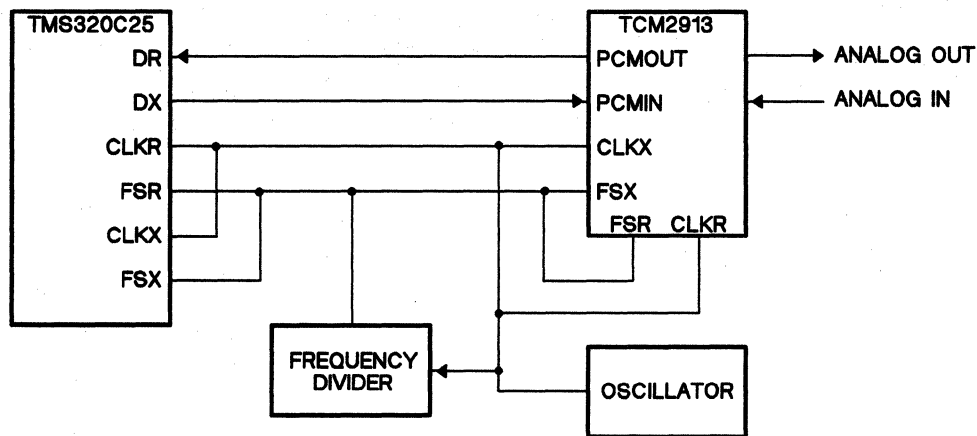 TMS320C25
DR
DX
CLKR
FSR
CLKX
FSX
TCM2913
PCMOUT
PCMIN
CLKX
FSX
FSR CLKR
ANALOG OUT
ANALOG IN
FREQUENCY
DIVIDER
OSCILLATOR